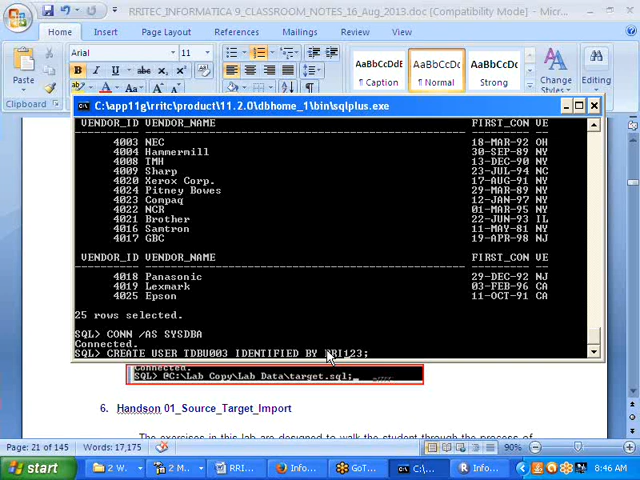 RRITEC_INFORMATICA 9_CLASSROOM_NOTES_16_Aug_2013.doc [Compatibility Mode] - Micr...
Home Insert Page Layout References Mailings Review View
Paste
Clipboard
Arial 11
AaBbCcDdE AaBbCcDc AaBbCcD
¶ Caption ¶ Normal Strong
Change Styles
Editing
C:\app11g\rritc\product\11.2.0\dbhome_1\bin\sqlplus.exe
VENDOR_ID VENDOR_NAME FIRST_CON VE
4003 NEC 18-MAR-92 OH
4004 Hammermill 30-SEP-89 NY
4008 TMH 13-DEC-90 NY
4009 Sharp 23-JUL-94 NC
4020 Xerox Corp. 17-AUG-91 NY
4024 Pitney Bowes 26-MAR-89 NY
4023 Compaq 12-JAN-97 NY
4022 NCR 01-MAR-95 NY
4021 Brother 22-JUN-93 IL
4016 Samtron 11-MAY-81 NY
4017 GBC 19-APR-98 NJ
VENDOR_ID VENDOR_NAME FIRST_CON VE
4018 Panasonic 29-DEC-92 NJ
4019 Lexmark 03-FEB-96 CA
4025 Epson 11-OCT-91 CA
25 rows selected.
SQL> CONN /AS SYSDBA
Connected.
SQL> CREATE USER TDBU003 IDENTIFIED BY RRI123;
Connected.
SQL> @C:\Lab Copy\Lab Data\target.sql;
6. Handson 01_Source_Target_Import
The exercises in this lab are designed to walk the student through the process of
Page: 21 of 145 Words: 17,175 90%
start 2 W... 2 M... RRI... Info... GoT... C:\... Info... 8:46 AM